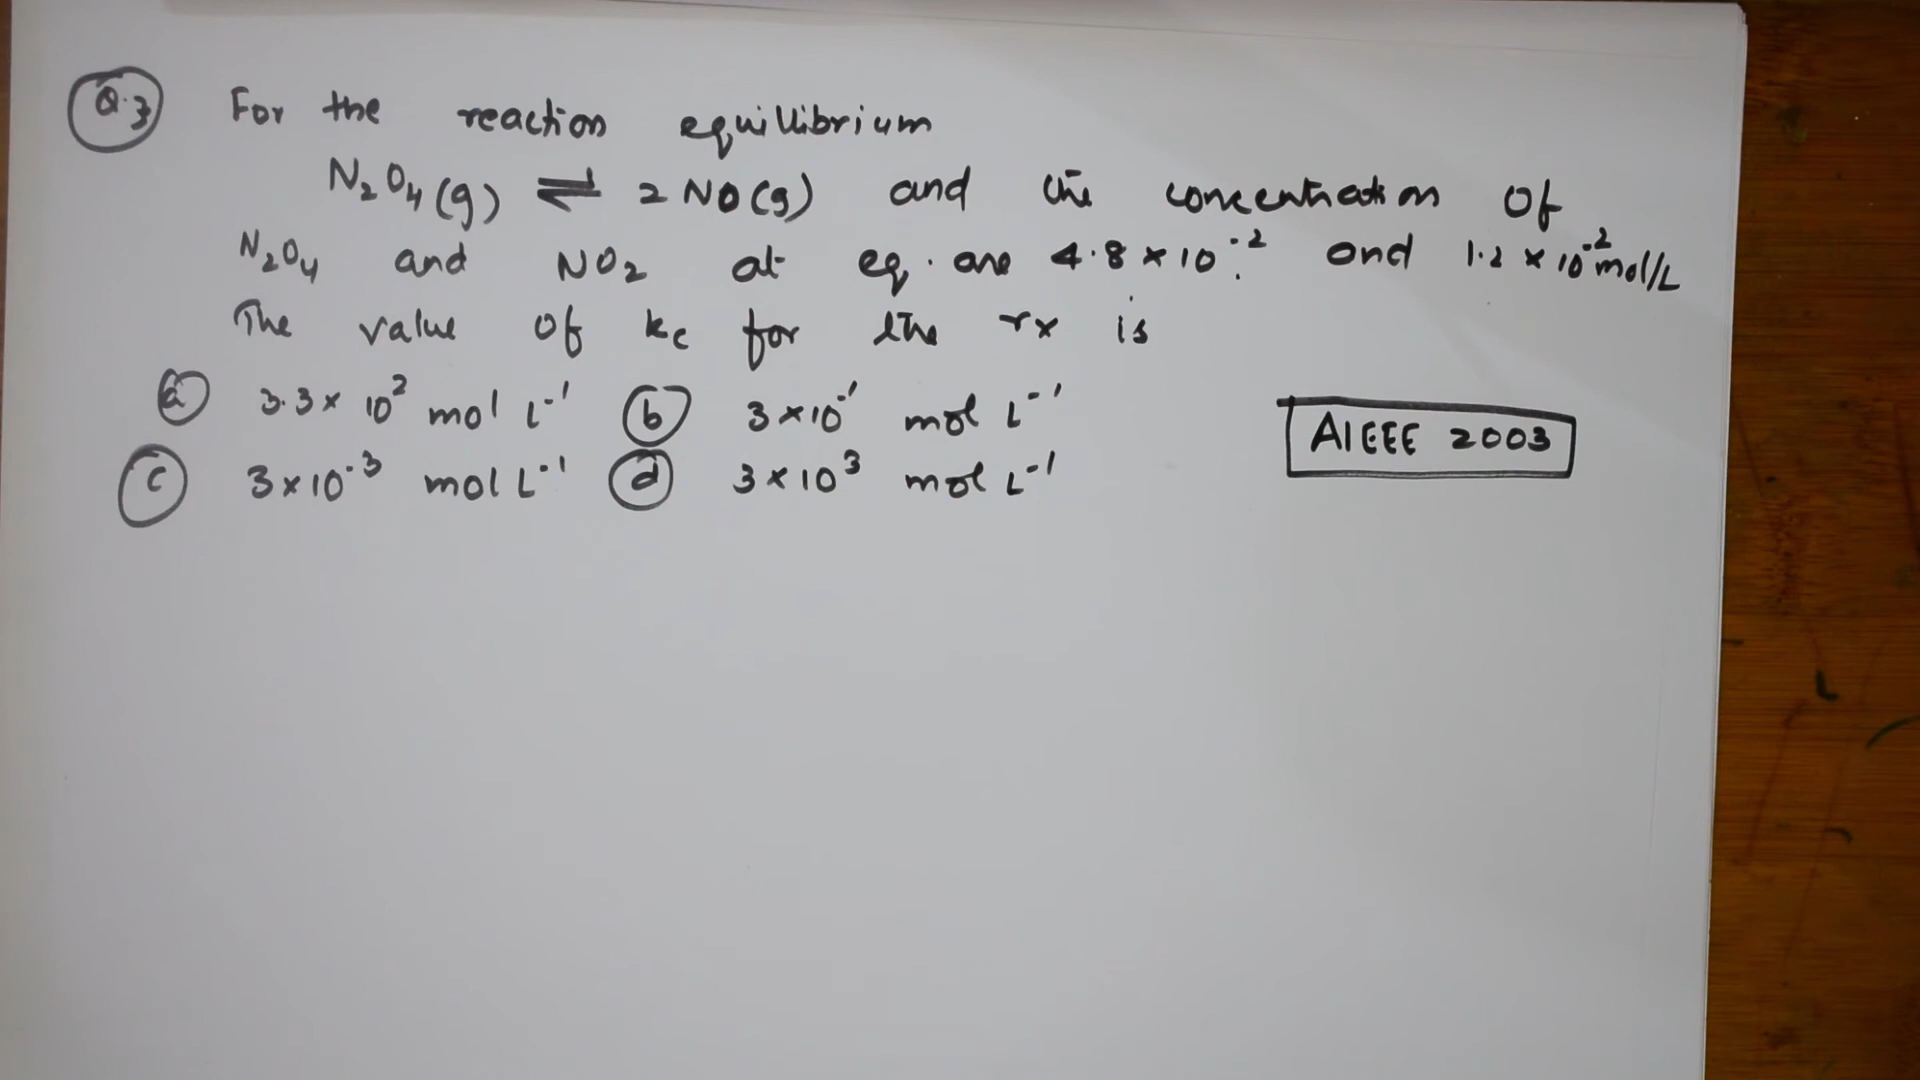 Q.3 For the reaction equillibrium
N₂O₄(g) ⇌ 2NO(g) and the concentration of
N₂O₄ and NO₂ at eq. are 4.8 × 10⁻² and 1.2 × 10⁻² mol/L
The value of kc for the rx is
a 3.3 × 10² mol L⁻¹ b 3 × 10⁻¹ mol L⁻¹
c 3 × 10⁻³ mol L⁻¹ d 3 × 10³ mol L⁻¹
AIEEE 2003